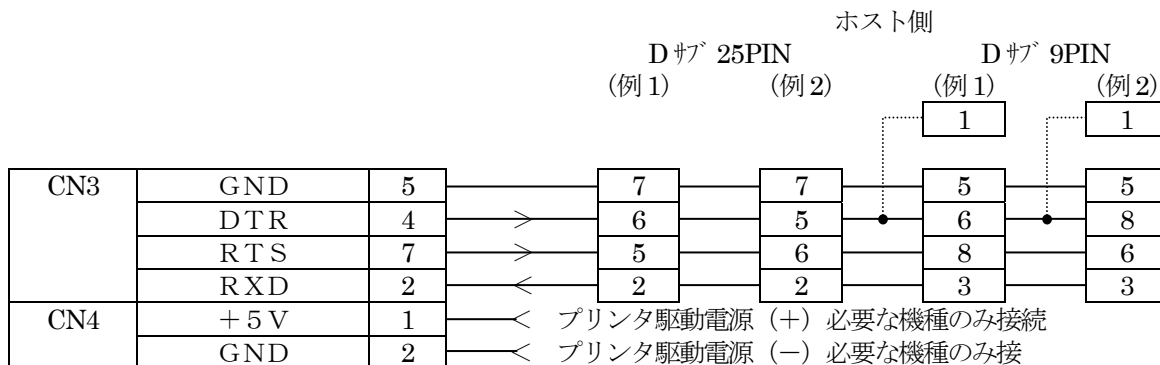 ホスト側
Dサブ 25PIN Dサブ 9PIN
(例1) (例2) (例1) (例2)
1 1
CN3 GND 5 7 7 5 5
DTR 4 6 5 6 8
RTS 7 5 6 8 6
RXD 2 2 2 3 3
CN4 +5V 1 プリンタ駆動電源(+)必要な機種のみ接続
GND 2 プリンタ駆動電源(-)必要な機種のみ接